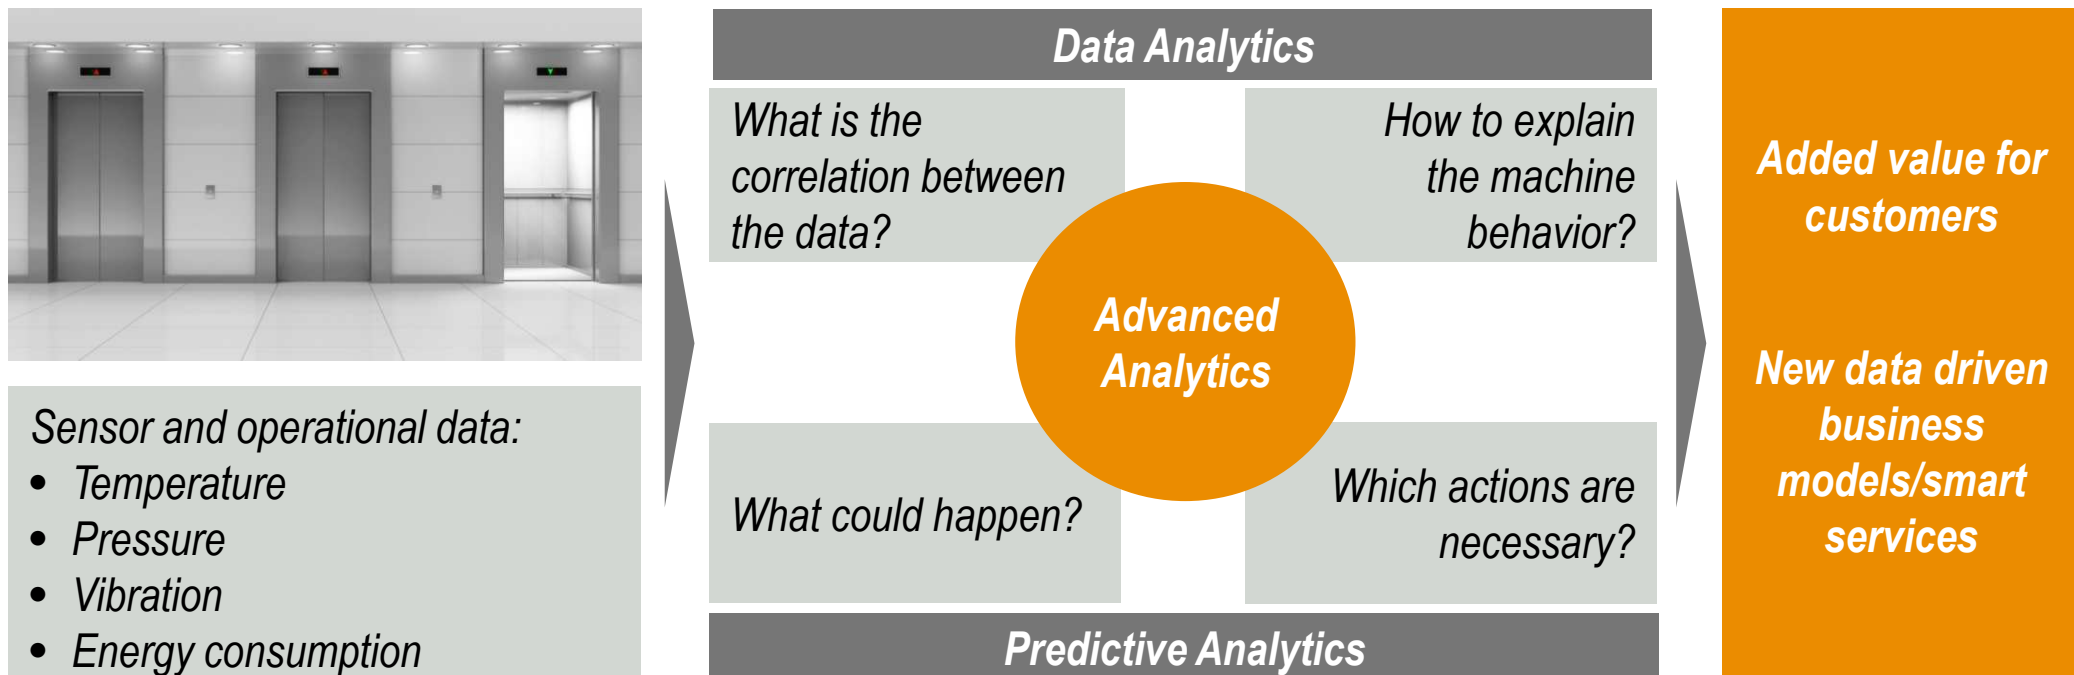 Sensor and operational data:
• Temperature
• Pressure
• Vibration
• Energy consumption
Data Analytics
What is the
correlation between
the data?
How to explain
the machine
behavior?
Advanced
Analytics
What could happen?
Which actions are
necessary?
Predictive Analytics
Added value for
customers
New data driven
business
models/smart
services